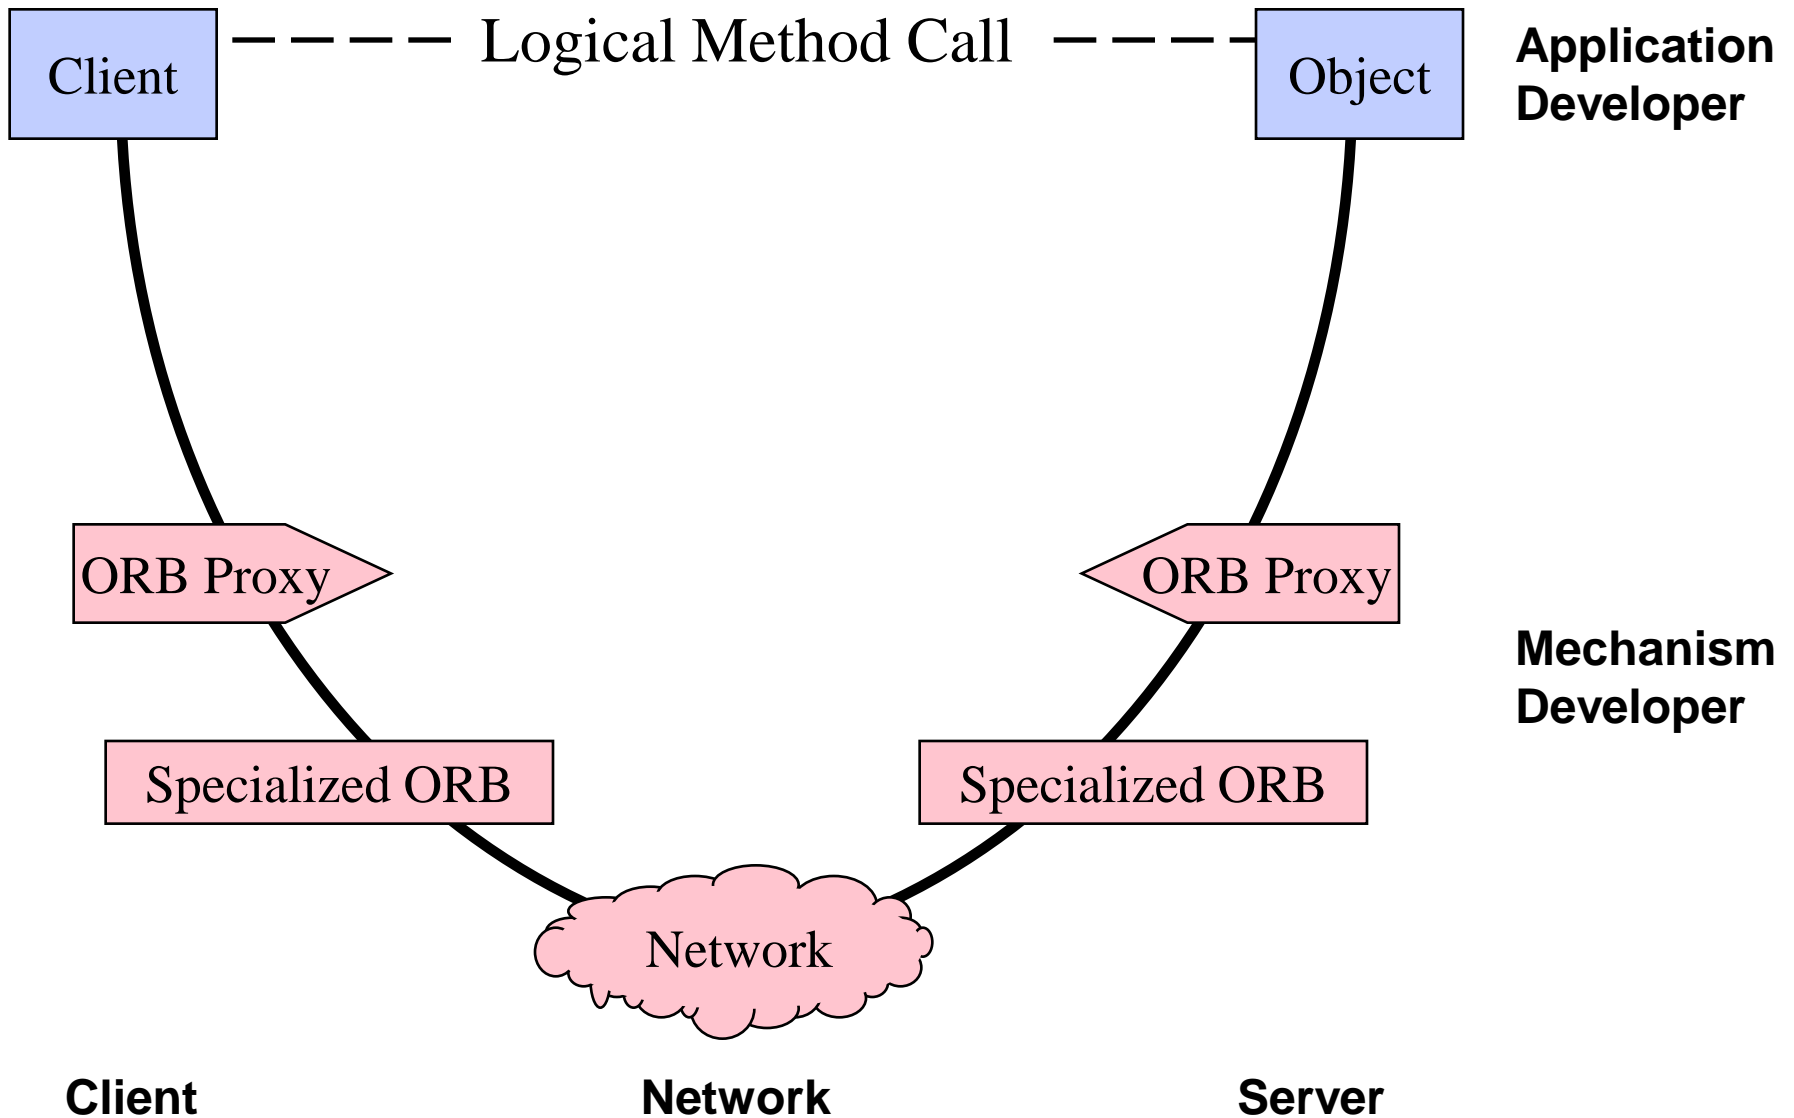 Client
Logical Method Call
Object
Application
Developer
ORB Proxy
ORB Proxy
Mechanism
Developer
Specialized ORB
Specialized ORB
Network
Client
Network
Server